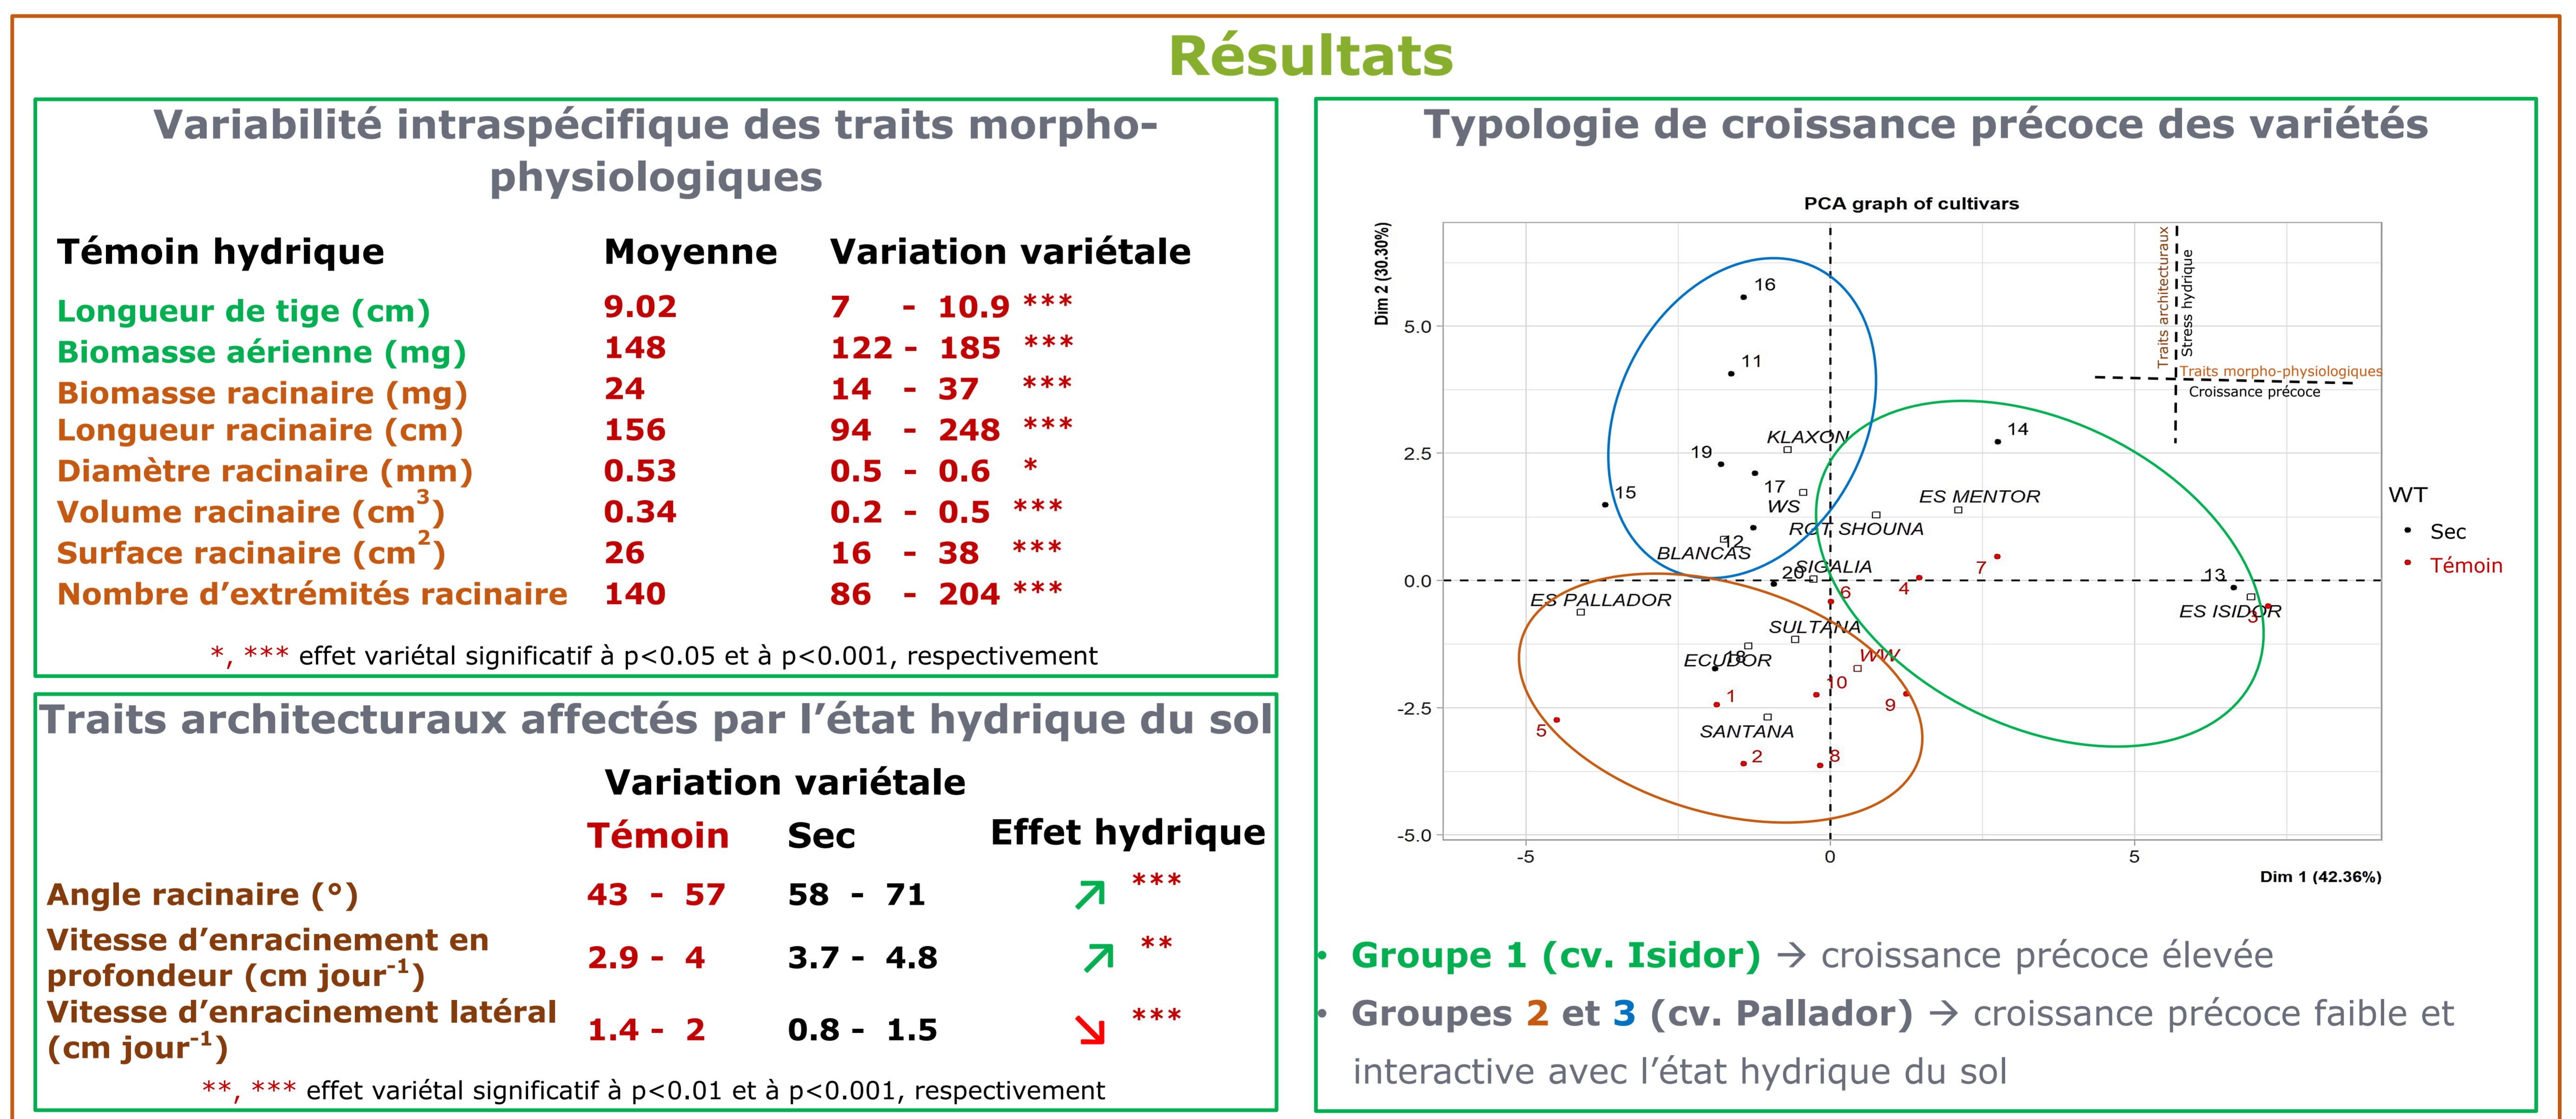 Résultats
Variabilité intraspécifique des traits morpho-
physiologiques
Témoin hydrique Moyenne Variation variétale
Longueur de tige (cm) 9.02 7 - 10.9 ***
Biomasse aérienne (mg) 148 122 - 185 ***
Biomasse racinaire (mg) 24 14 - 37 ***
Longueur racinaire (cm) 156 94 - 248 ***
Diamètre racinaire (mm) 0.53 0.5 - 0.6 *
Volume racinaire (cm³) 0.34 0.2 - 0.5 ***
Surface racinaire (cm²) 26 16 - 38 ***
Nombre d’extrémités racinaire 140 86 - 204 ***
*, *** effet variétal significatif à p<0.05 et à p<0.001, respectivement
Traits architecturaux affectés par l’état hydrique du sol
Variation variétale
Témoin Sec Effet hydrique
Angle racinaire (°) 43 - 57 58 - 71 ↗ ***
Vitesse d’enracinement en
profondeur (cm jour⁻¹) 2.9 - 4 3.7 - 4.8 ↗ **
Vitesse d’enracinement latéral
(cm jour⁻¹) 1.4 - 2 0.8 - 1.5 ↘ ***
**, *** effet variétal significatif à p<0.01 et à p<0.001, respectivement
Typologie de croissance précoce des variétés
PCA graph of cultivars
Dim 2 (30.30%)
Traits architecturaux
Stress hydrique
Traits morpho-physiologiques
Croissance précoce
16
5.0
11
KLAXON
14
2.5
19
17
15
WS
ES MENTOR
RGT SHOUNA
12
BLANCAS
SIGALIA
20
7
13
0.0
4
6
ES PALLADOR
ES ISIDOR
3
SULTANA
WW
18
ECUDOR
10
1
9
-2.5
SANTANA
5
2
8
-5.0
-5 0 5
Dim 1 (42.36%)
WT
Sec
Témoin
• Groupe 1 (cv. Isidor) → croissance précoce élevée
• Groupes 2 et 3 (cv. Pallador) → croissance précoce faible et
interactive avec l’état hydrique du sol